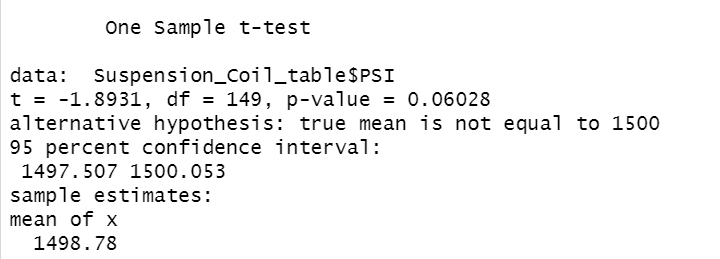 One Sample t-test
data: Suspension_Coil_table$PSI
t = -1.8931, df = 149, p-value = 0.06028
alternative hypothesis: true mean is not equal to 1500
95 percent confidence interval:
1497.507 1500.053
sample estimates:
mean of x
1498.78